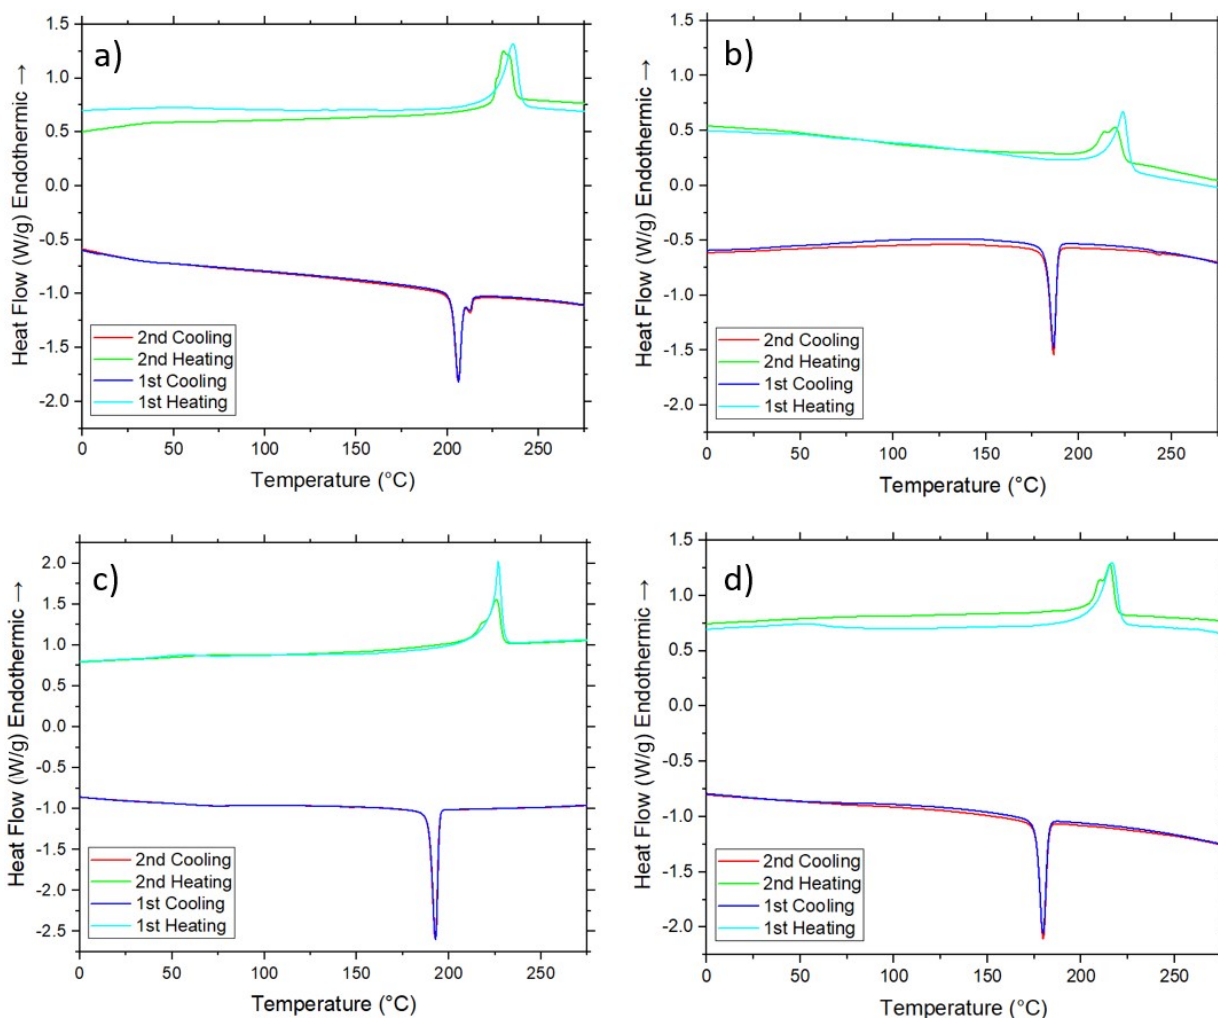 a)
Heat Flow (W/g) Endothermic →
1.5
1.0
0.5
0.0
-0.5
-1.0
-1.5
-2.0
2nd Cooling
2nd Heating
1st Cooling
1st Heating
0 50 100 150 200 250
Temperature (°C)
b)
Heat Flow (W/g) Endothermic →
1.5
1.0
0.5
0.0
-0.5
-1.0
-1.5
-2.0
2nd Cooling
2nd Heating
1st Cooling
1st Heating
0 50 100 150 200 250
Temperature (°C)
c)
Heat Flow (W/g) Endothermic →
2.0
1.5
1.0
0.5
0.0
-0.5
-1.0
-1.5
-2.0
-2.5
2nd Cooling
2nd Heating
1st Cooling
1st Heating
0 50 100 150 200 250
Temperature (°C)
d)
Heat Flow (W/g) Endothermic →
1.5
1.0
0.5
0.0
-0.5
-1.0
-1.5
-2.0
2nd Cooling
2nd Heating
1st Cooling
1st Heating
0 50 100 150 200 250
Temperature (°C)